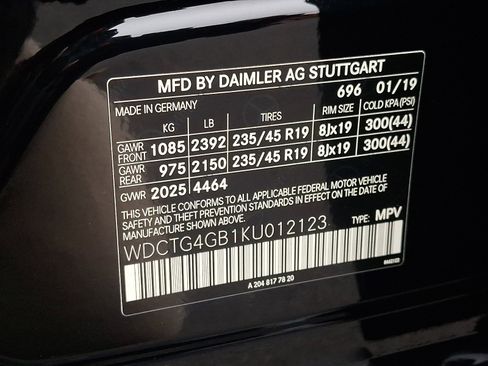 MFD BY DAIMLER AG STUTTGART
MADE IN GERMANY 696 01/19
KG LB TIRES RIM SIZE COLD KPA(PSI)
GAWR FRONT 1085 2392 235/45 R19 8Jx19 300(44)
GAWR REAR 975 2150 235/45 R19 8Jx19 300(44)
GVWR 2025 4464
THIS VEHICLE CONFORMS TO ALL APPLICABLE FEDERAL MOTOR VEHICLE
SAFETY, BUMPER, AND THEFT PREVENTION STANDARDS IN EFFECT ON THE DATE OF
MANUFACTURE SHOWN ABOVE.
WDCTG4GB1KU012123 TYPE: MPV
A 204 817 78 20